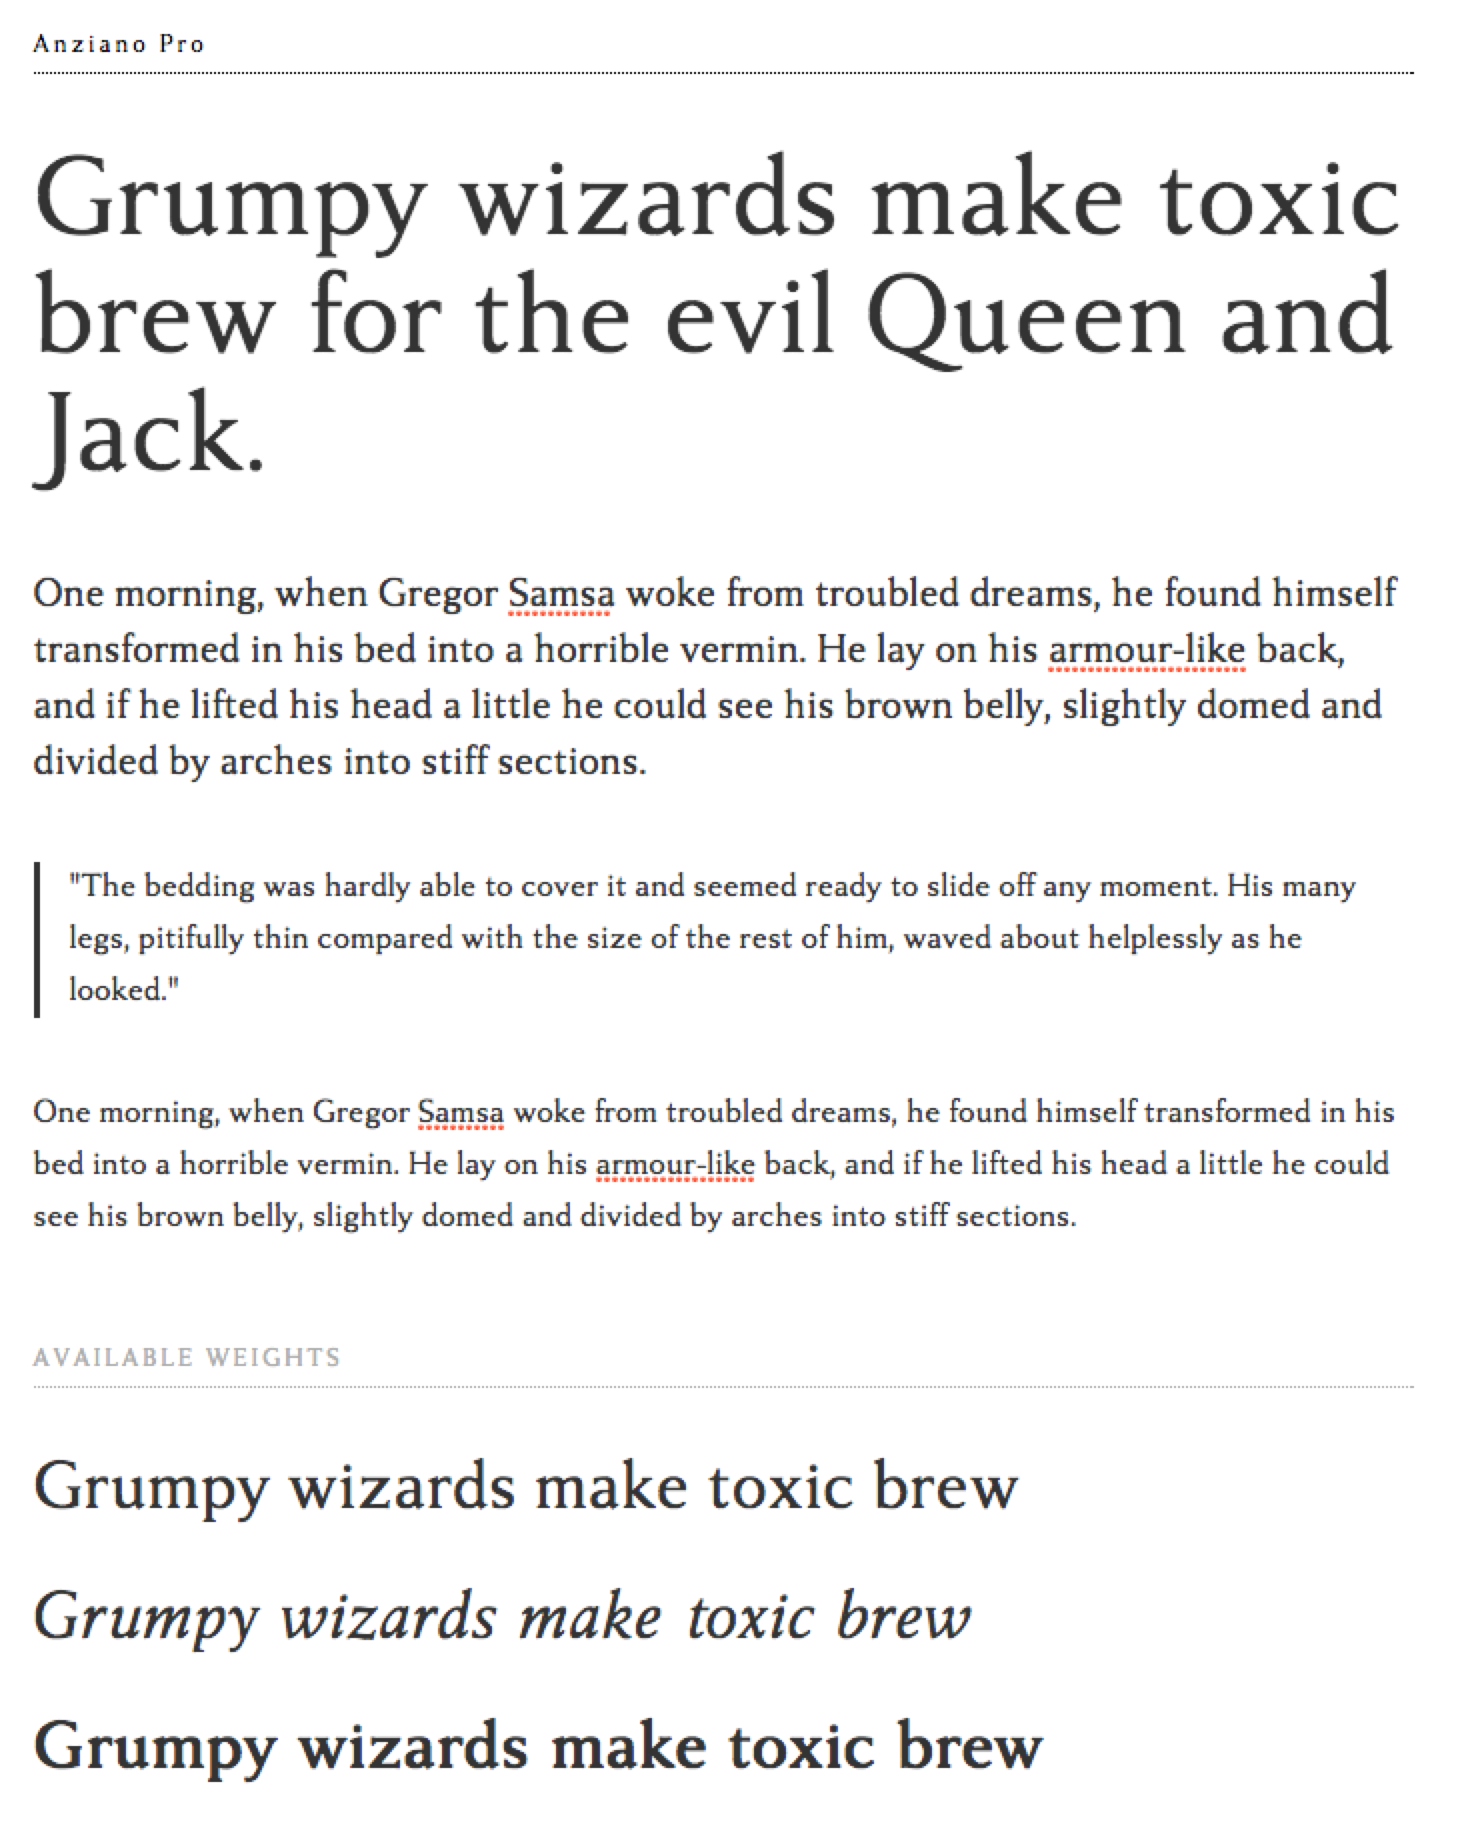 Anziano Pro
Grumpy wizards make toxic
brew for the evil Queen and
Jack.
One morning, when Gregor Samsa woke from troubled dreams, he found himself
transformed in his bed into a horrible vermin. He lay on his armour-like back,
and if he lifted his head a little he could see his brown belly, slightly domed and
divided by arches into stiff sections.
"The bedding was hardly able to cover it and seemed ready to slide off any moment. His many
legs, pitifully thin compared with the size of the rest of him, waved about helplessly as he
looked."
One morning, when Gregor Samsa woke from troubled dreams, he found himself transformed in his
bed into a horrible vermin. He lay on his armour-like back, and if he lifted his head a little he could
see his brown belly, slightly domed and divided by arches into stiff sections.
AVAILABLE WEIGHTS
Grumpy wizards make toxic brew
Grumpy wizards make toxic brew
Grumpy wizards make toxic brew